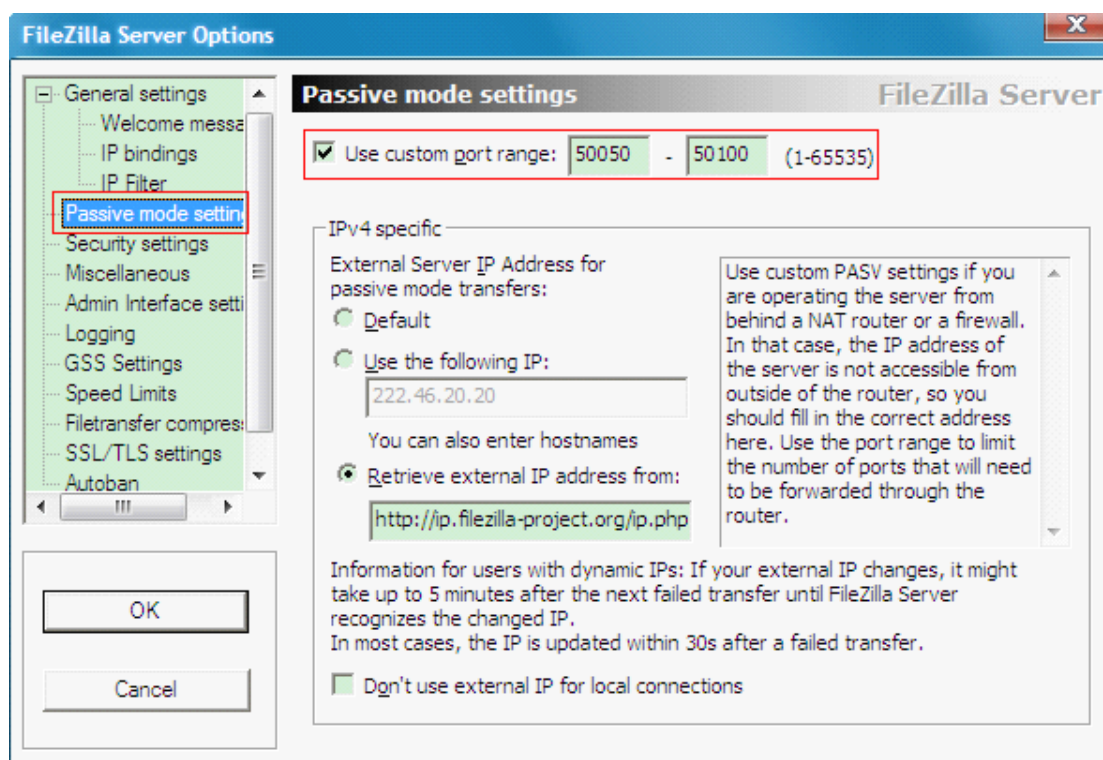 FileZilla Server Options
X
General settings
Welcome messa
IP bindings
IP Filter
Passive mode settin
Security settings
Miscellaneous
Admin Interface setti
Logging
GSS Settings
Speed Limits
Filetransfer compres
SSL/TLS settings
Autoban
OK
Cancel
Passive mode settings
FileZilla Server
Use custom port range: 50050 - 50100 (1-65535)
IPv4 specific
External Server IP Address for
passive mode transfers:
Default
Use the following IP:
222.46.20.20
You can also enter hostnames
Retrieve external IP address from:
http://ip.filezilla-project.org/ip.php
Use custom PASV settings if you
are operating the server from
behind a NAT router or a firewall.
In that case, the IP address of
the server is not accessible from
outside of the router, so you
should fill in the correct address
here. Use the port range to limit
the number of ports that will need
to be forwarded through the
router.
Information for users with dynamic IPs: If your external IP changes, it might
take up to 5 minutes after the next failed transfer until FileZilla Server
recognizes the changed IP.
In most cases, the IP is updated within 30s after a failed transfer.
Don't use external IP for local connections